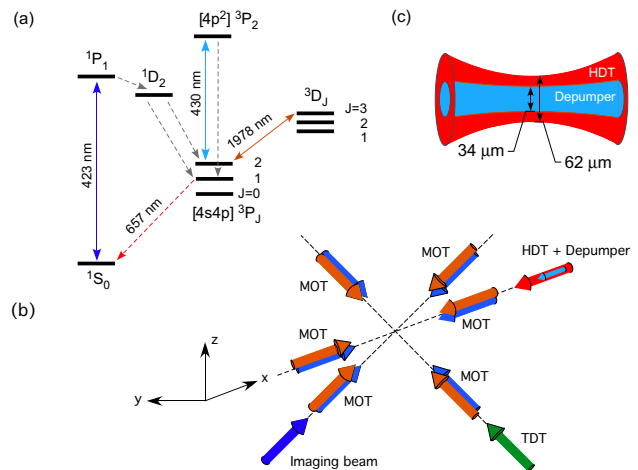 (a)
[4p²] ³P₂
¹P₁
¹D₂
430 nm
423 nm
1978 nm
³D_J
J=3
2
1
2
1
J=0
657 nm
[4s4p] ³P_J
¹S₀
(c)
HDT
Depumper
34 μm
62 μm
(b)
MOT
MOT
HDT + Depumper
MOT
MOT
MOT
MOT
z
x
y
Imaging beam
TDT